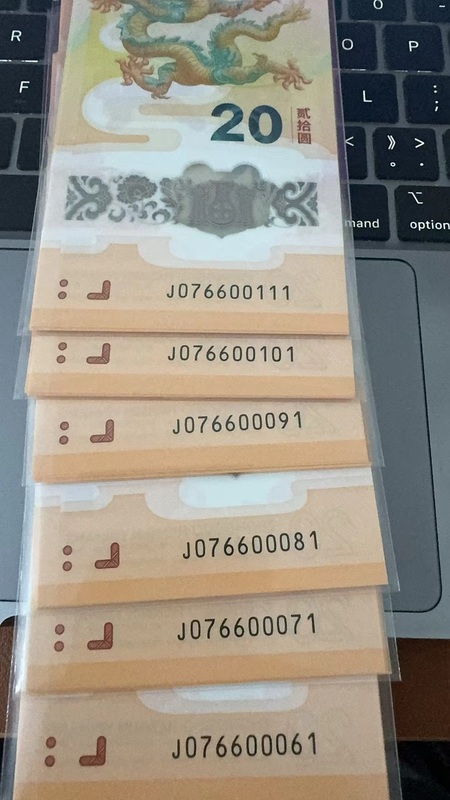 R
O
-
O
P
F
L
:
;
<
》
>
。
.
20
贰拾圆
mand
⌥
option
J076600111
J076600101
J076600091
J076600081
J076600071
J076600061